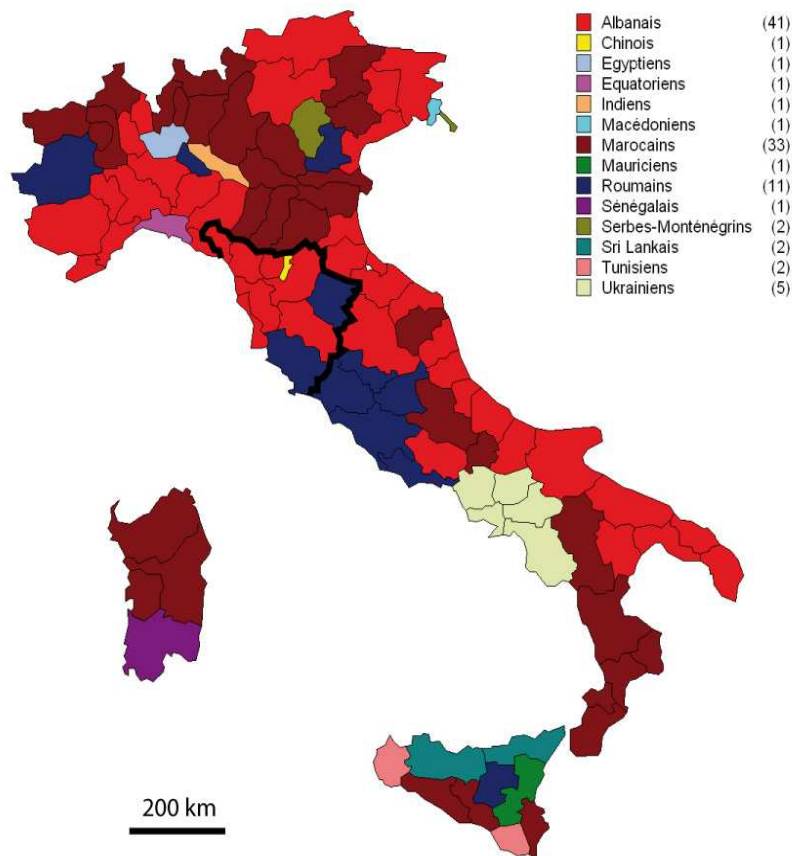 Albanais (41)
Chinois (1)
Egyptiens (1)
Equatoriens (1)
Indiens (1)
Macédoniens (1)
Marocains (33)
Mauriciens (1)
Roumains (11)
Sénégalais (1)
Serbes-Monténégrins (2)
Sri Lankais (2)
Tunisiens (2)
Ukrainiens (5)
200 km